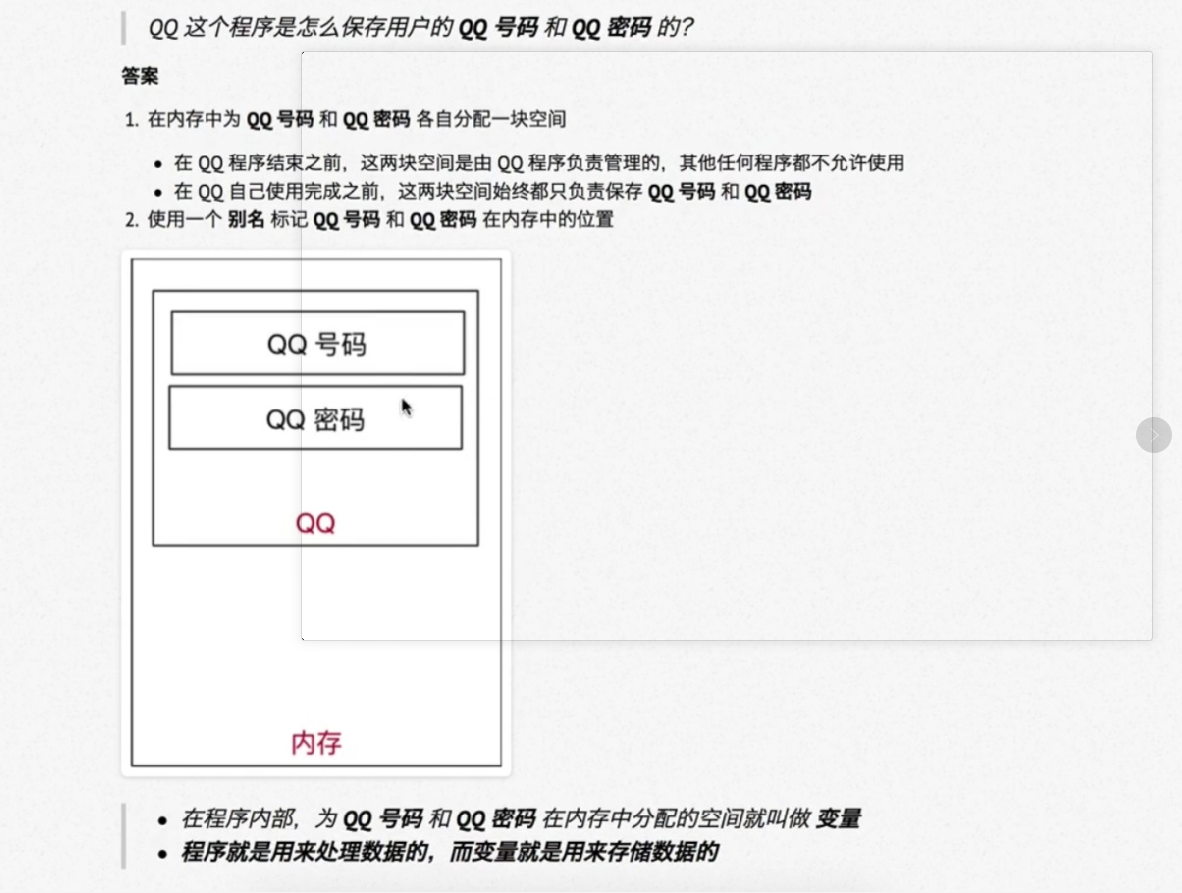 QQ 这个程序是怎么保存用户的 QQ 号码 和 QQ 密码 的？
答案
1. 在内存中为 QQ 号码 和 QQ 密码 各自分配一块空间
• 在 QQ 程序结束之前，这两块空间是由 QQ 程序负责管理的，其他任何程序都不允许使用
• 在 QQ 自己使用完成之前，这两块空间始终都只负责保存 QQ 号码 和 QQ 密码
2. 使用一个 别名 标记 QQ 号码 和 QQ 密码 在内存中的位置
QQ 号码
QQ 密码
QQ
内存
• 在程序内部，为 QQ 号码 和 QQ 密码 在内存中分配的空间就叫做 变量
• 程序就是用来处理数据的，而变量就是用来存储数据的